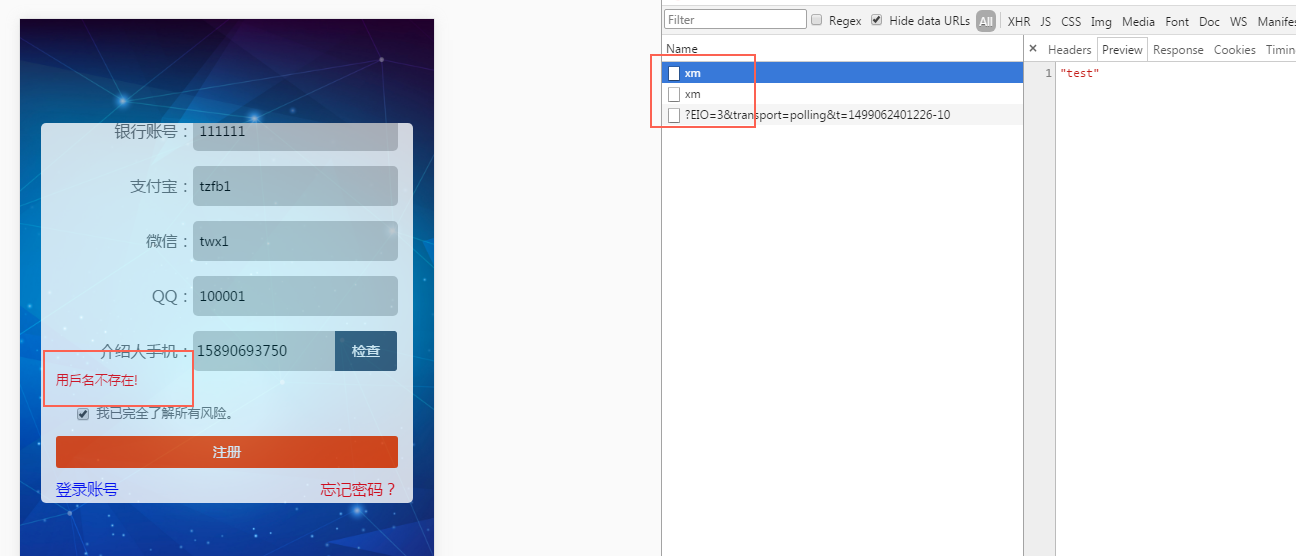 银行账号：111111
支付宝：tzfb1
微信：twx1
QQ：100001
介绍人手机：15890693750 检查
用戶名不存在!
我已完全了解所有风险。
注册
登录账号 忘记密码？
Filter Regex Hide data URLs All XHR JS CSS Img Media Font Doc WS Manifes
Name × Headers Preview Response Cookies Timin
xm
xm
?EIO=3&transport=polling&t=1499062401226-10
1 "test"